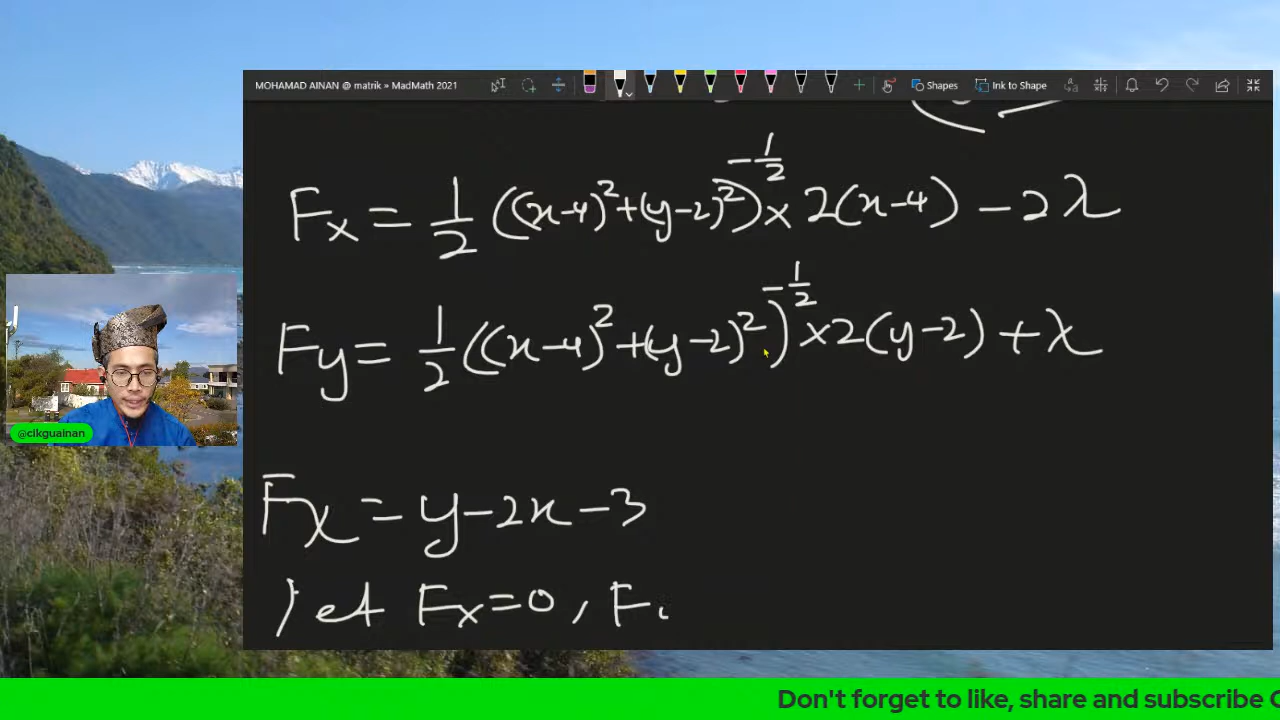 MOHAMAD AINAN @ matrik » MadMath 2021
Shapes
Ink to Shape
Fx = 1/2 ((x-4)²+(y-2)²)^-1/2 × 2(x-4) - 2λ
Fy = 1/2 ((x-4)²+(y-2)²)^-1/2 × 2(y-2) + λ
@cikguainan
Fλ = y-2x-3
let Fx=0, F
Don't forget to like, share and subscribe C